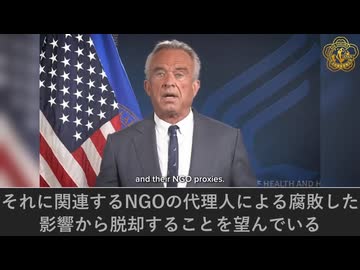 and their NGO proxies.
E HEALTH AND H
それに関連するNGOの代理人による腐敗した
影響から脱却することを望んでいる